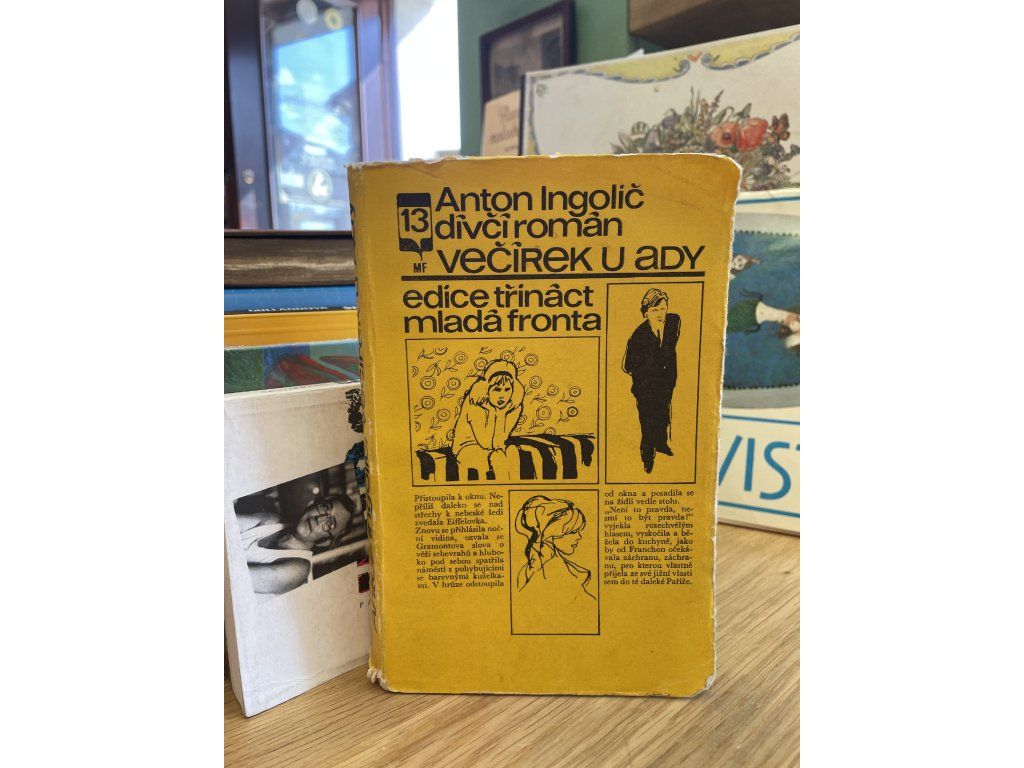 13
MF
Anton Ingolič
divčí román
večírek u ady
edice třináct
mladá fronta
Přistoupila k oknu. Ne-
příliš daleko se nad
střechy k nebeské šedi
zvedala Eiffelovka.
Znovu se přihlásila noč-
ní vidina, ozvala se
Gramontova slova o
věži sebevrahů a hlubo-
ko pod sebou spatřila
náměstí s pohybujícími
se barevnými kuželka-
mi. V hrůze odstoupila
od okna a posadila se
na židli vedle stolu.
„Není to pravda, ne-
smí to být pravda!“
vyjekla rozechvělým
hlasem, vyskočila a bě-
žela do kuchyně, jako
by od Franchon očeká-
vala záchranu, záchra-
nu, pro kterou vlastně
přijela ze své jižní vlasti
sem do té daleké Paříže.
VIST